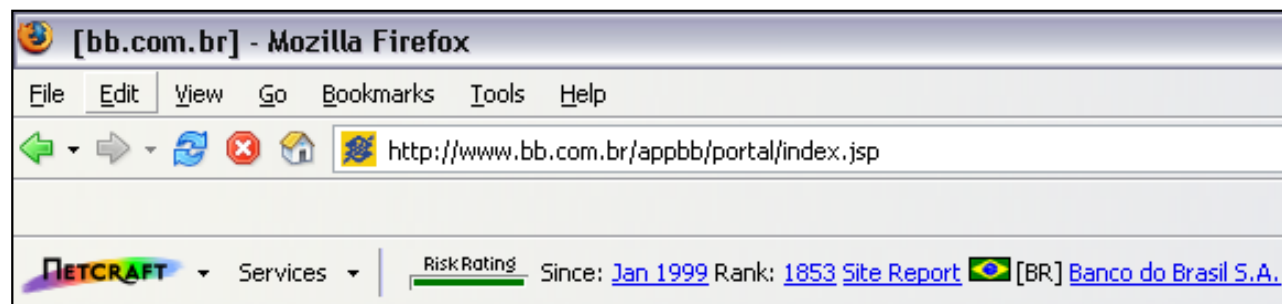 [bb.com.br] - Mozilla Firefox
File Edit View Go Bookmarks Tools Help
http://www.bb.com.br/appbb/portal/index.jsp
NETCRAFT Services Risk Rating Since: Jan 1999 Rank: 1853 Site Report [BR] Banco do Brasil S.A.